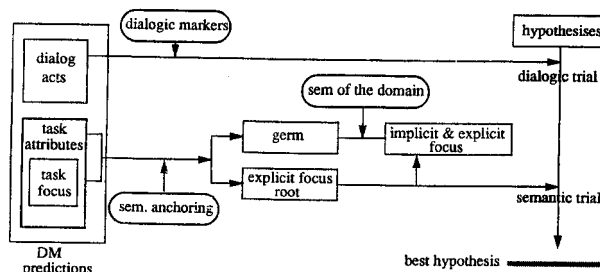 dialogic markers
hypothesises
dialog
acts
dialogic trial
sem of the domain
task
attributes
germ
implicit & explicit
focus
task
focus
explicit focus
root
sem. anchoring
semantic trial
DM
predictions
best hypothesis